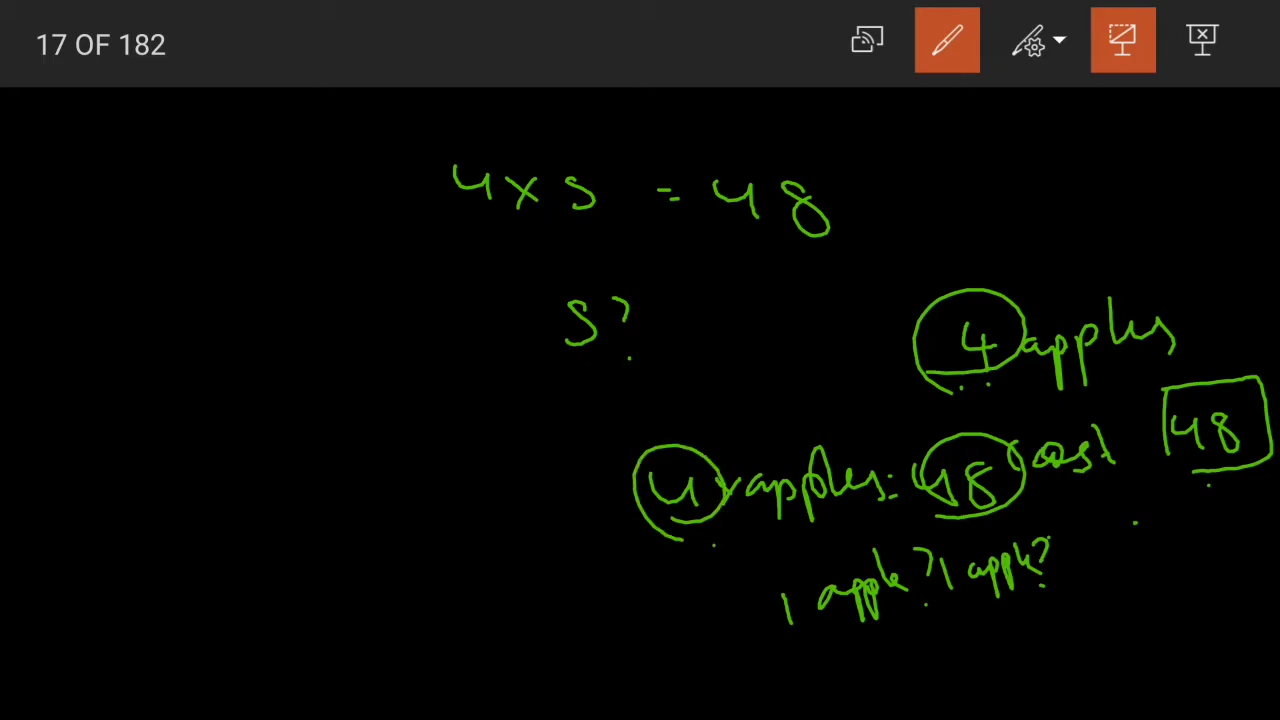 17 OF 182
4 x s = 48
s?
4 apples
4 apples = 48 cost 48
1 apple? 1 apple?